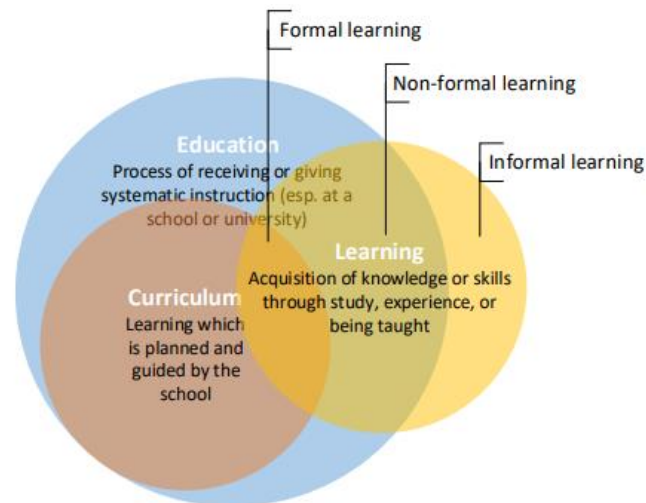 Formal learning
Non-formal learning
Informal learning
Education
Process of receiving or giving
systematic instruction (esp. at a
school or university)
Learning
Acquisition of knowledge or skills
through study, experience, or
being taught
Curriculum
Learning which
is planned and
guided by the
school